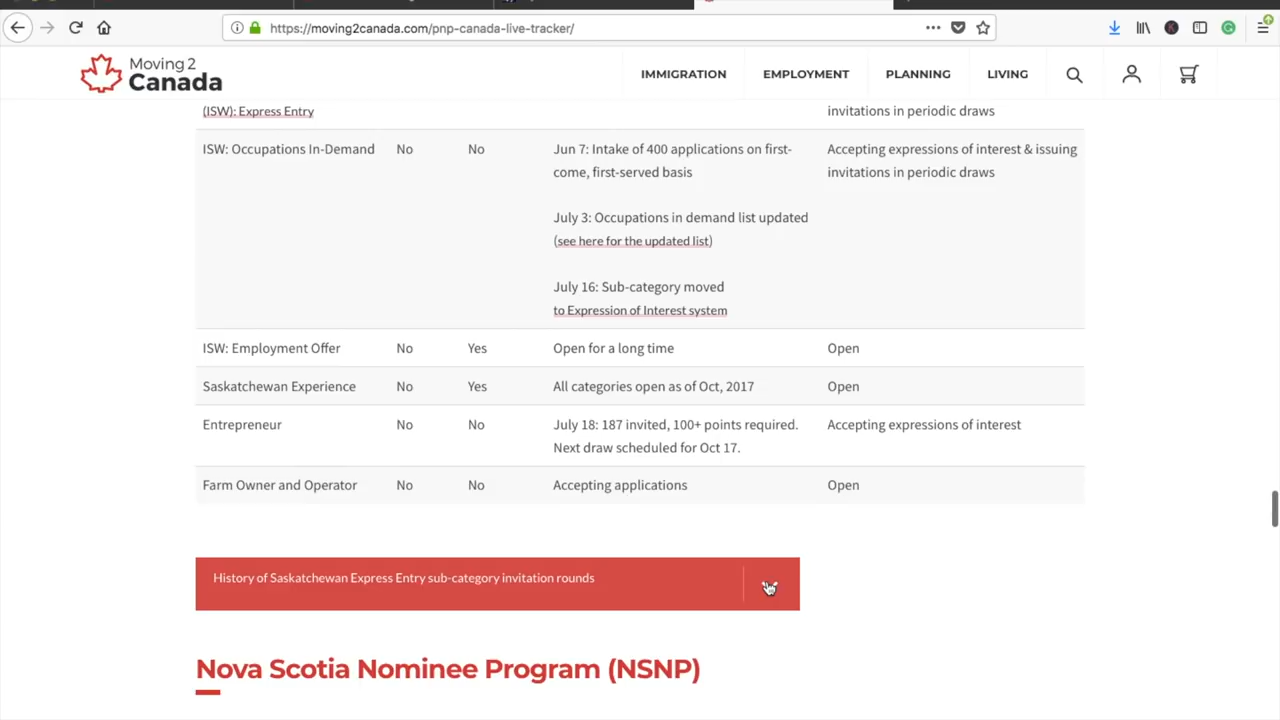 https://moving2canada.com/pnp-canada-live-tracker/
Moving 2
Canada
IMMIGRATION
EMPLOYMENT
PLANNING
LIVING
(ISW): Express Entry
invitations in periodic draws
ISW: Occupations In-Demand
No
No
Jun 7: Intake of 400 applications on first-
come, first-served basis
July 3: Occupations in demand list updated
(see here for the updated list)
July 16: Sub-category moved
to Expression of Interest system
Accepting expressions of interest & issuing
invitations in periodic draws
ISW: Employment Offer
No
Yes
Open for a long time
Open
Saskatchewan Experience
No
Yes
All categories open as of Oct, 2017
Open
Entrepreneur
No
No
July 18: 187 invited, 100+ points required.
Next draw scheduled for Oct 17.
Accepting expressions of interest
Farm Owner and Operator
No
No
Accepting applications
Open
History of Saskatchewan Express Entry sub-category invitation rounds
Nova Scotia Nominee Program (NSNP)